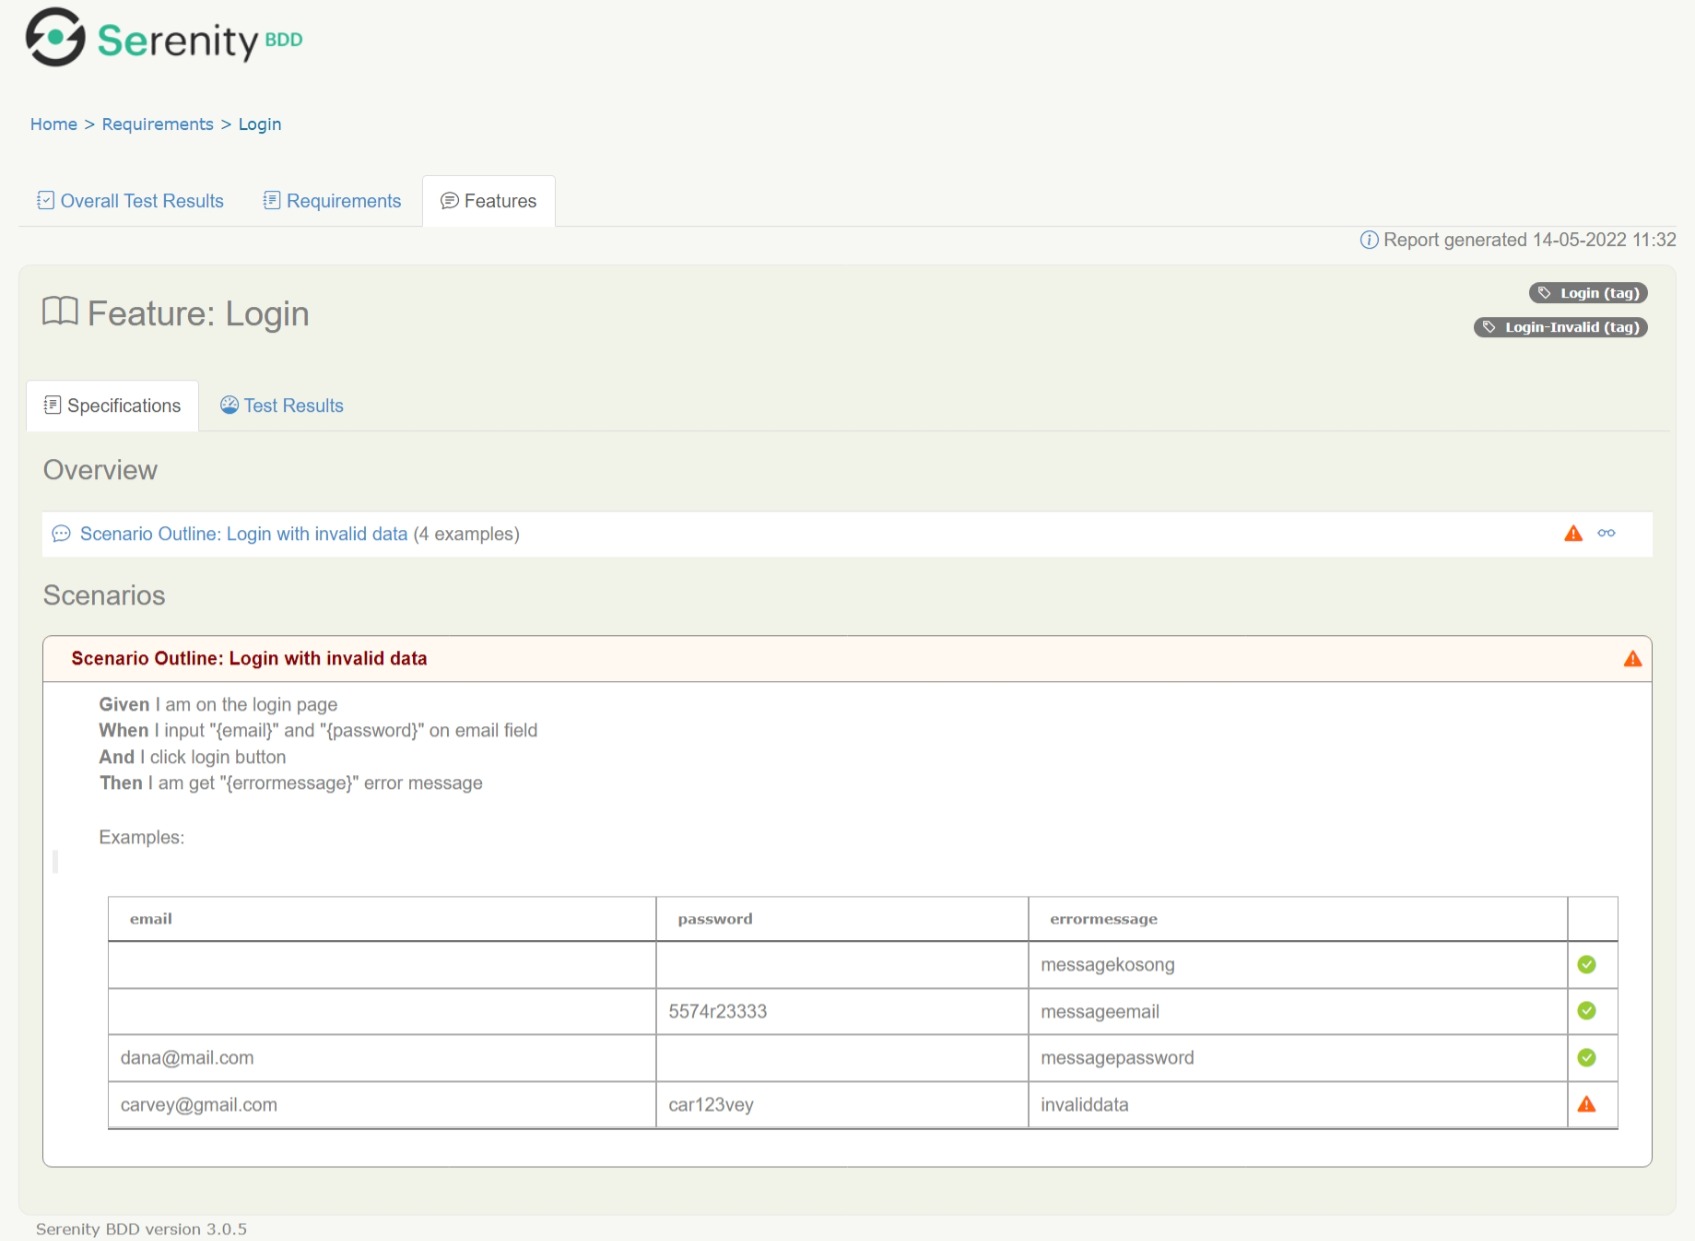 Serenity BDD
Home > Requirements > Login
Overall Test Results Requirements Features
Report generated 14-05-2022 11:32
Feature: Login
Login (tag)
Login-Invalid (tag)
Specifications Test Results
Overview
Scenario Outline: Login with invalid data (4 examples)
Scenarios
Scenario Outline: Login with invalid data
Given I am on the login page
When I input "{email}" and "{password}" on email field
And I click login button
Then I am get "{errormessage}" error message
Examples:
email password errormessage
messagekosong
5574r23333 messageemail
dana@mail.com messagepassword
carvey@gmail.com car123vey invaliddata
Serenity BDD version 3.0.5